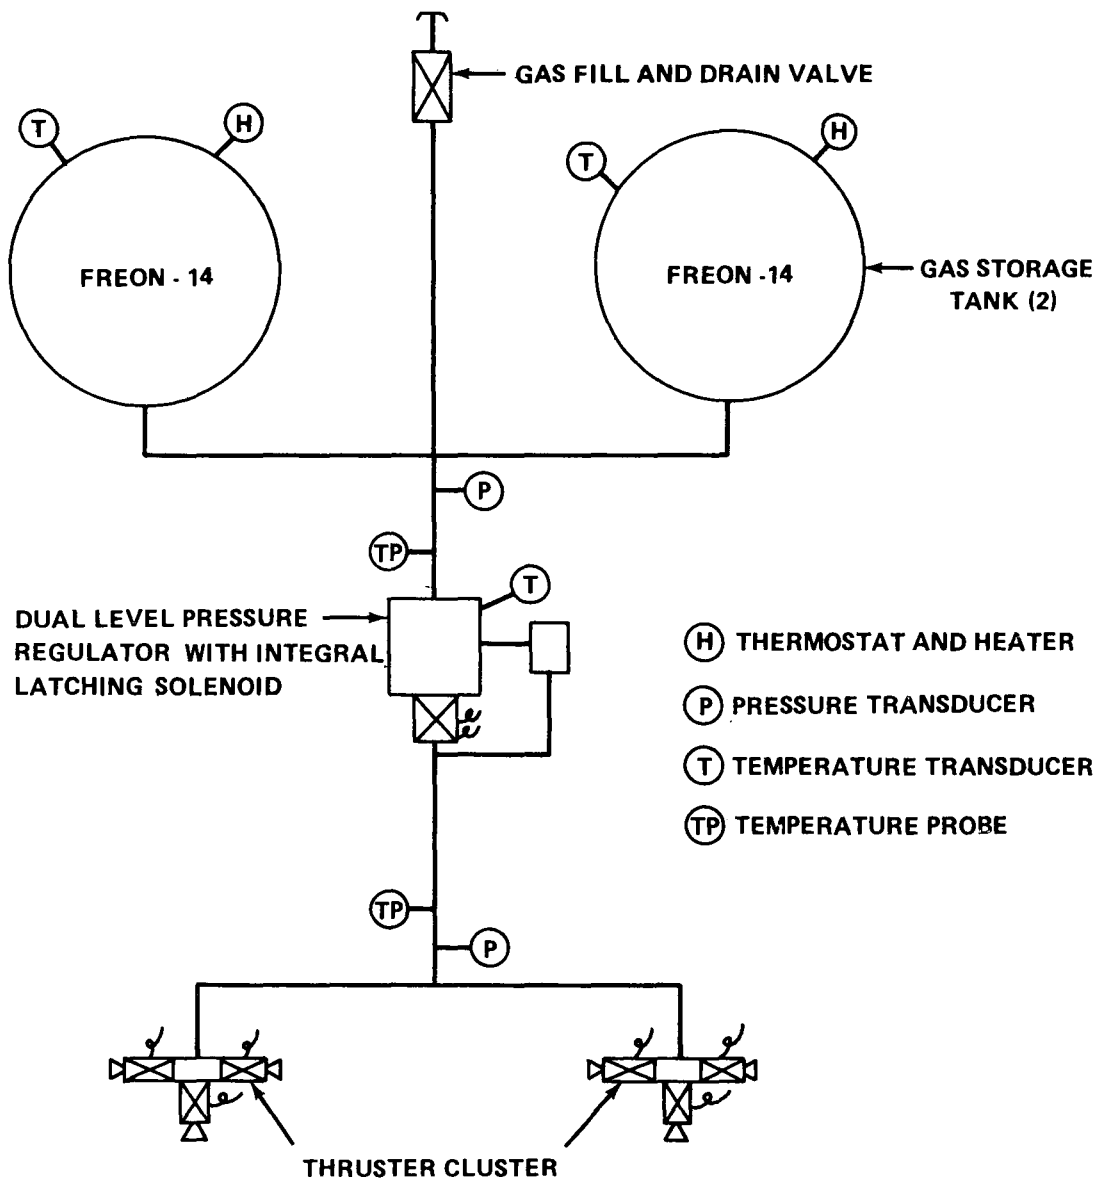 GAS FILL AND DRAIN VALVE
T
H
T
H
FREON - 14
FREON -14
GAS STORAGE
TANK (2)
P
TP
T
DUAL LEVEL PRESSURE
REGULATOR WITH INTEGRAL
LATCHING SOLENOID
H THERMOSTAT AND HEATER
P PRESSURE TRANSDUCER
T TEMPERATURE TRANSDUCER
TP TEMPERATURE PROBE
TP
P
THRUSTER CLUSTER